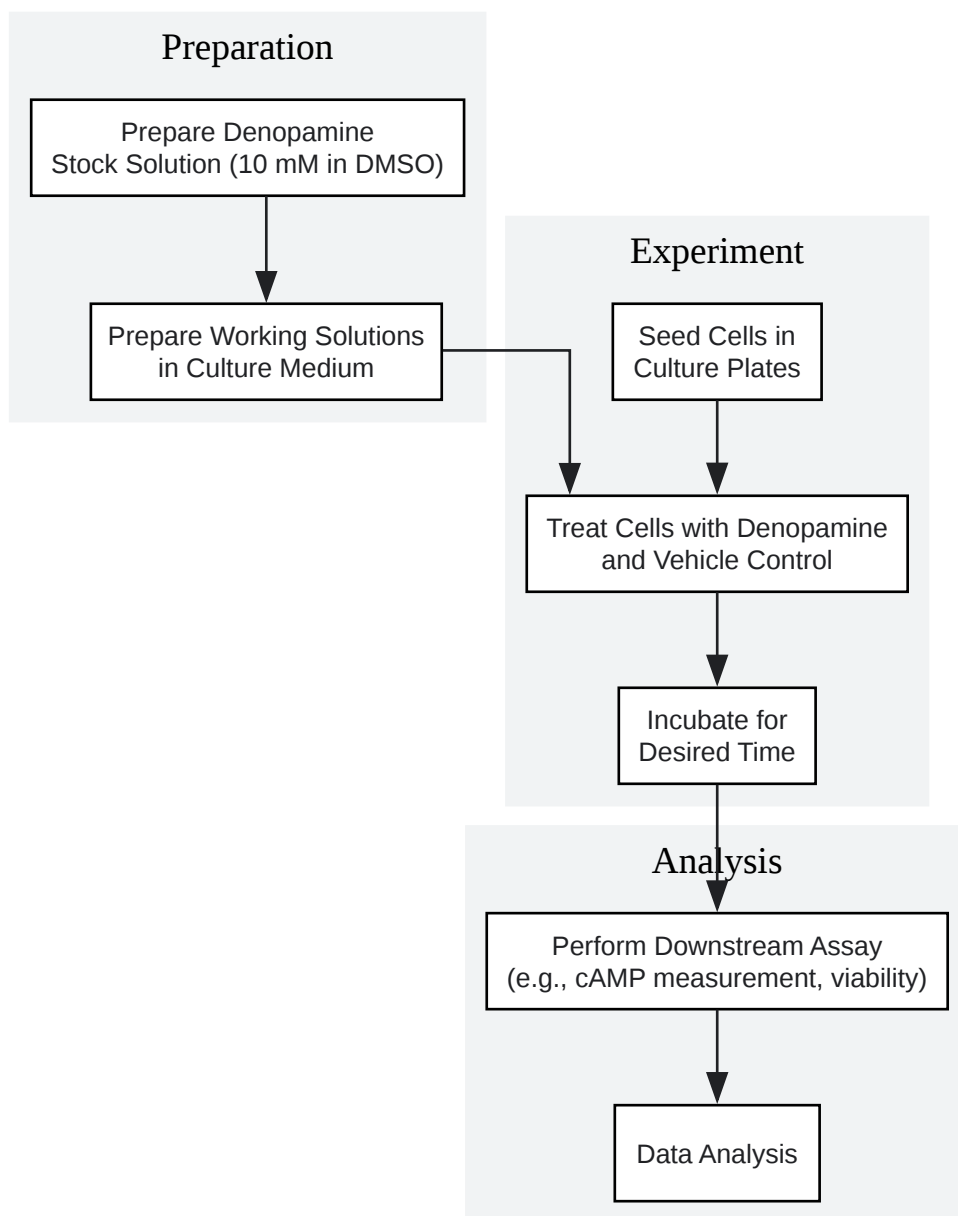 Preparation
Prepare Denopamine
Stock Solution (10 mM in DMSO)
Prepare Working Solutions
in Culture Medium
Experiment
Seed Cells in
Culture Plates
Treat Cells with Denopamine
and Vehicle Control
Incubate for
Desired Time
Analysis
Perform Downstream Assay
(e.g., cAMP measurement, viability)
Data Analysis